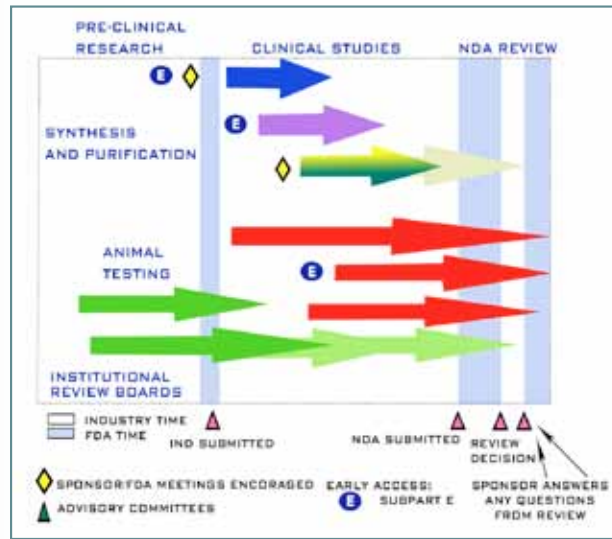 PRE-CLINICAL
RESEARCH
CLINICAL STUDIES
NDA REVIEW
E
E
SYNTHESIS
AND PURIFICATION
ANIMAL
TESTING
E
INSTITUTIONAL
REVIEW BOARDS
INDUSTRY TIME
FDA TIME
IND SUBMITTED
NDA SUBMITTED
REVIEW
DECISION
SPONSOR ANSWERS
ANY QUESTIONS
FROM REVIEW
SPONSOR/FDA MEETINGS ENCORAGED
ADVISORY COMMITTEES
EARLY ACCESS:
E SUBPART E